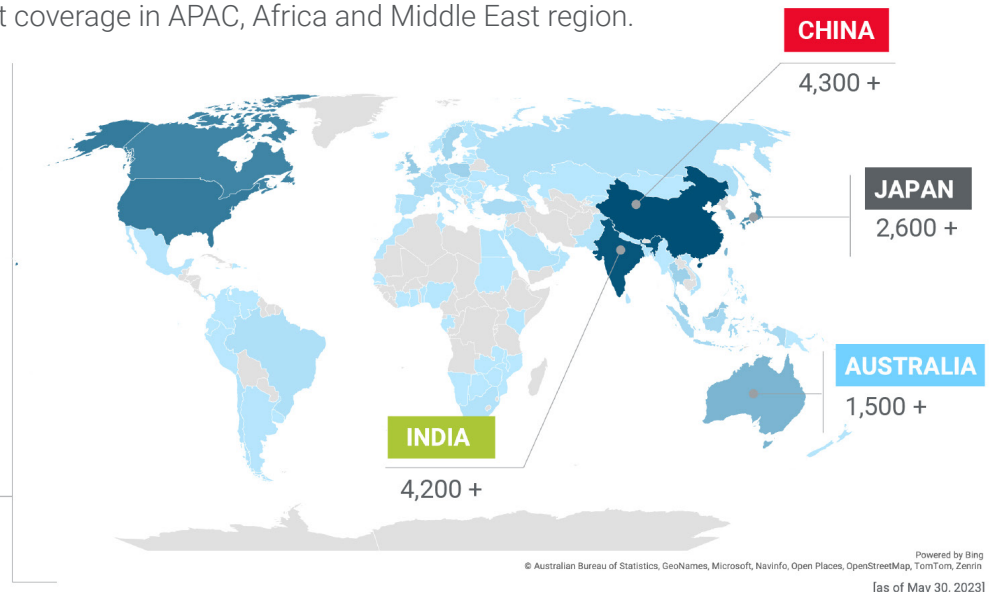 t coverage in APAC, Africa and Middle East region.
CHINA
4,300 +
JAPAN
2,600 +
AUSTRALIA
1,500 +
INDIA
4,200 +
Powered by Bing
© Australian Bureau of Statistics, GeoNames, Microsoft, Navinfo, Open Places, OpenStreetMap, TomTom, Zenrin
[as of May 30, 2023]